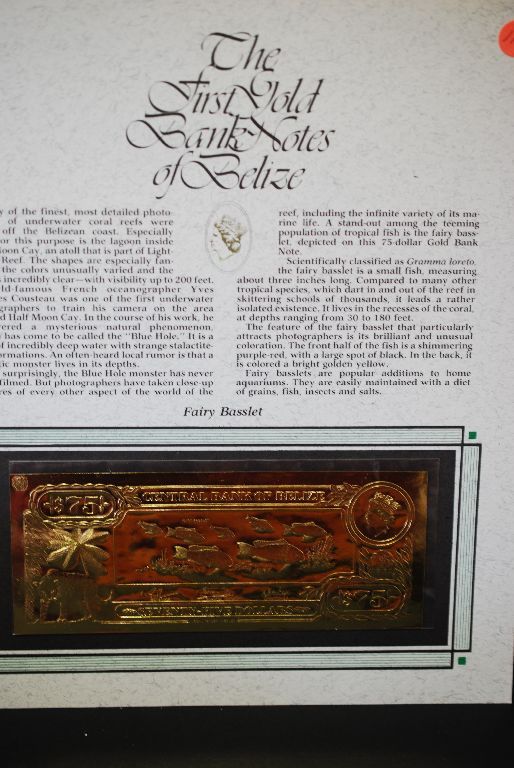 The
First Gold
Bank Notes
of Belize
y of the finest, most detailed photo-
of underwater coral reefs were
off the Belizean coast. Especially
or this purpose is the lagoon inside
Moon Cay, an atoll that is part of Light-
Reef. The shapes are especially fan-
the colors unusually varied and the
incredibly clear—with visibility up to 200 feet.
ld-famous French oceanographer Yves
es Cousteau was one of the first underwater
graphers to train his camera on the area
d Half Moon Cay. In the course of his work, he
ered a mysterious natural phenomenon,
has come to be called the "Blue Hole." It is a
f incredibly deep water with strange stalactite-
ormations. An often-heard local rumor is that a
ic monster lives in its depths.
surprisingly, the Blue Hole monster has never
filmed. But photographers have taken close-up
res of every other aspect of the world of the
reef, including the infinite variety of its ma-
rine life. A stand-out among the teeming
population of tropical fish is the fairy bass-
let, depicted on this 75-dollar Gold Bank
Note.
Scientifically classified as Gramma loreto,
the fairy basslet is a small fish, measuring
about three inches long. Compared to many other
tropical species, which dart in and out of the reef in
skittering schools of thousands, it leads a rather
isolated existence. It lives in the recesses of the coral,
at depths ranging from 30 to 180 feet.
The feature of the fairy basslet that particularly
attracts photographers is its brilliant and unusual
coloration. The front half of the fish is a shimmering
purple-red, with a large spot of black. In the back, it
is colored a bright golden yellow.
Fairy basslets are popular additions to home
aquariums. They are easily maintained with a diet
of grains, fish, insects and salts.
Fairy Basslet
$75
CENTRAL BANK OF BELIZE
SEVENTY-FIVE DOLLARS
$75